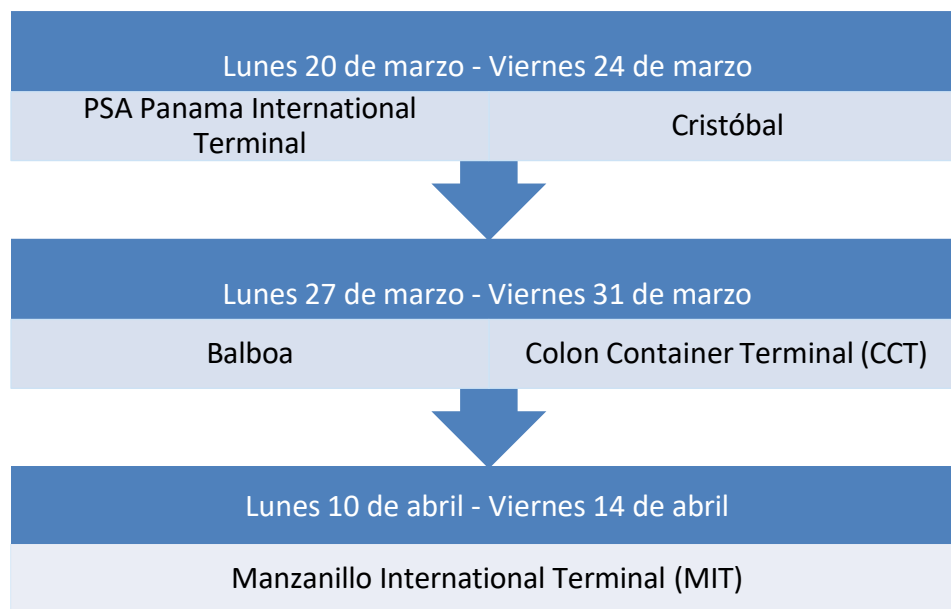 Lunes 20 de marzo - Viernes 24 de marzo
PSA Panama International
Terminal
Cristóbal
Lunes 27 de marzo - Viernes 31 de marzo
Balboa
Colon Container Terminal (CCT)
Lunes 10 de abril - Viernes 14 de abril
Manzanillo International Terminal (MIT)